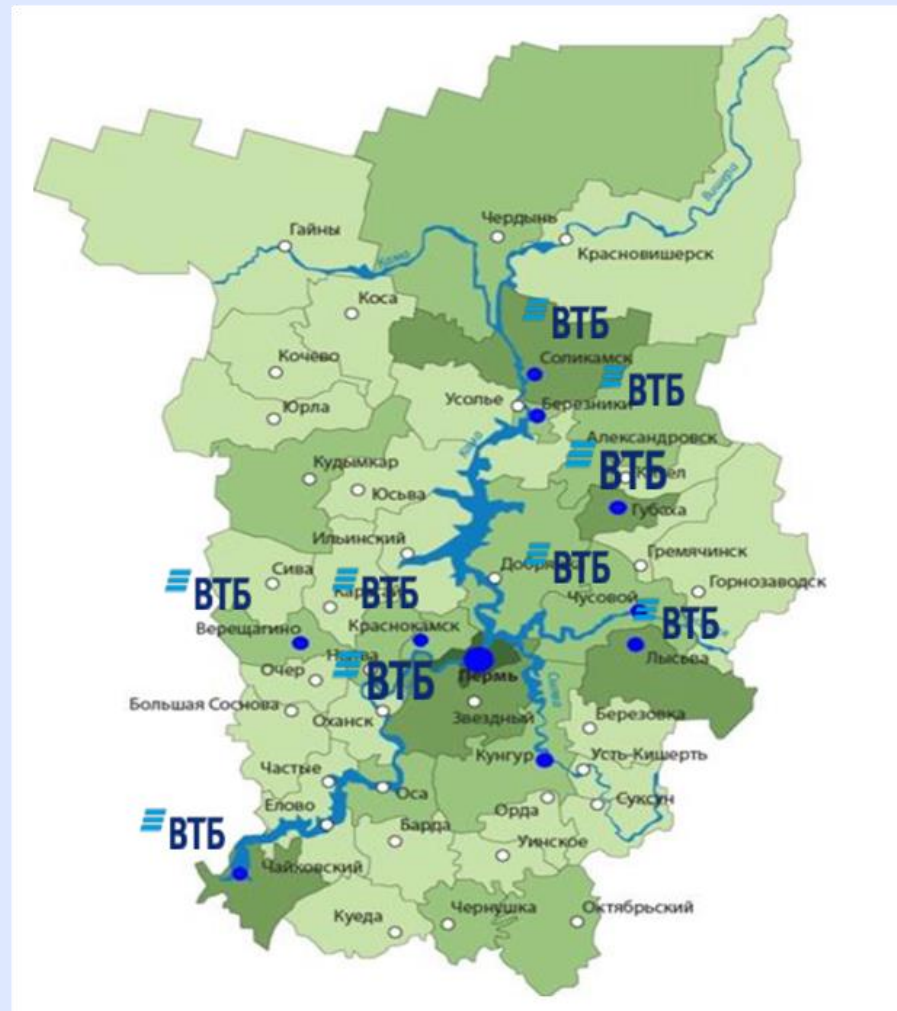 Вишера
Чердынь
Гайны
Красновишерск
Кама
Коса
ВТБ
Соликамск
Кочево
ВТБ
Усолье
Березники
Юрла
Александровск
Кама
ВТБ
Кудымкар
Юсьва
Губаха
Ильинский
Гремячинск
ВТБ
Сива
Горнозаводск
ВТБ
ВТБ
Чусовой
ВТБ
Верещагино
Краснокамск
Лысьва
Очер
ВТБ
Пермь
Большая Соснова
Оханск
Звездный
Березовка
Кунгур
Усть-Кишерть
Частые
Оса
Суксун
Елово
Орда
ВТБ
Барда
Уинское
Чайковский
Куеда
Чернушка
Октябрьский